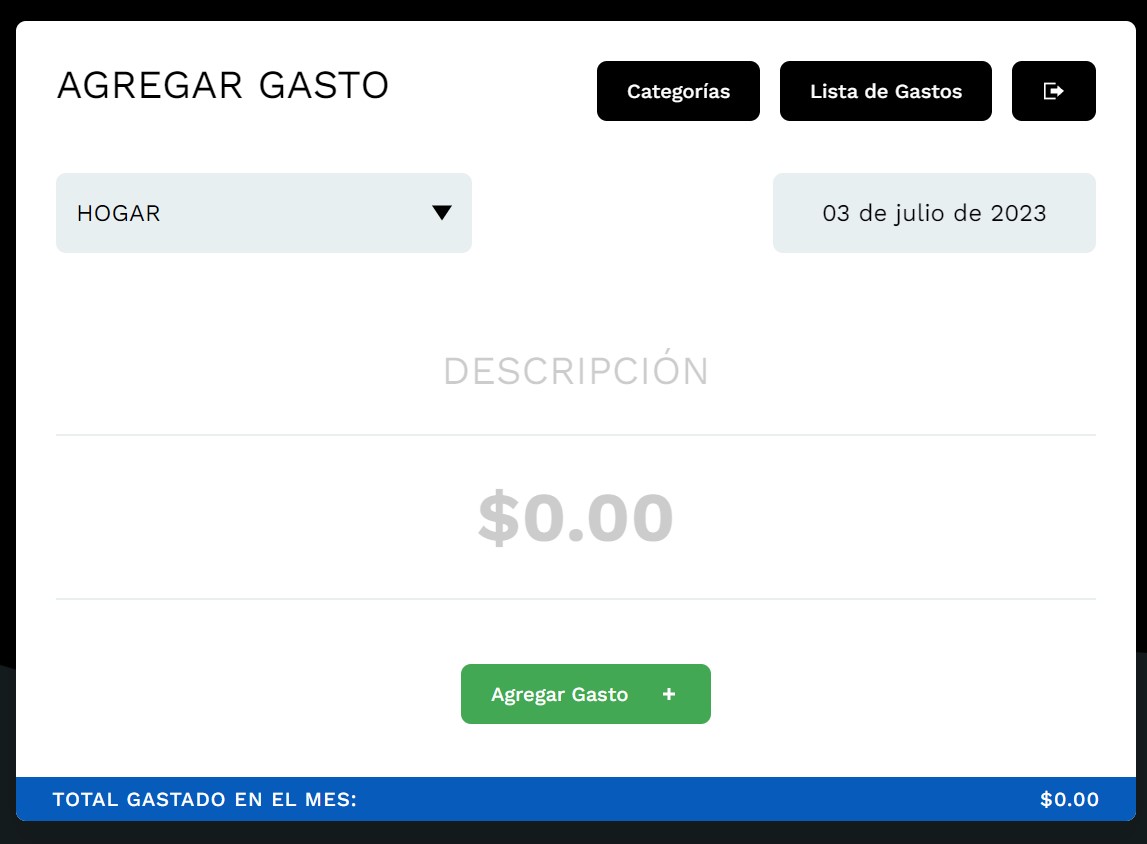 AGREGAR GASTO
Categorías
Lista de Gastos
HOGAR
03 de julio de 2023
DESCRIPCIÓN
$0.00
Agregar Gasto +
TOTAL GASTADO EN EL MES: $0.00